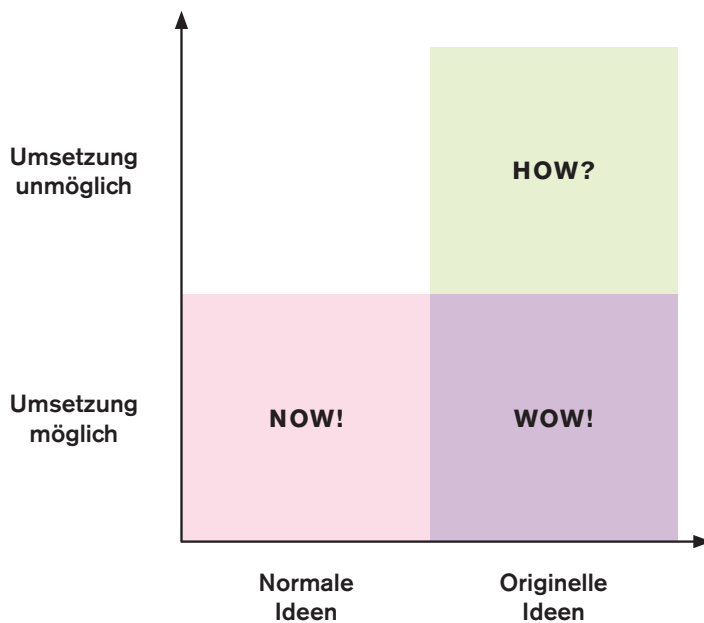 Umsetzung
unmöglich
HOW?
Umsetzung
möglich
NOW!
WOW!
Normale
Ideen
Originelle
Ideen